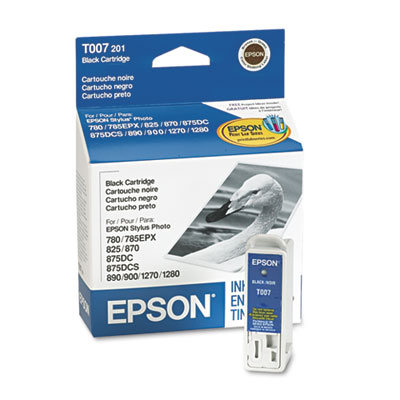 T007 201
Black Cartridge
Cartouche noire
Cartucho negro
Cartucho preto
For / Pour / Para:
EPSON Stylus® Photo
780 / 785EPX / 825 / 870 / 875DC
875DCS / 890 / 900 / 1270 / 1280
EPSON
Black Cartridge
Cartouche noire
Cartucho negro
Cartucho preto
For / Pour / Para:
EPSON Stylus® Photo
780/785EPX
825/870
875DC
875DCS
890/900/1270/1280
EPSON
INK
EN
TIN
EPSON
BLACK NOIR
T007